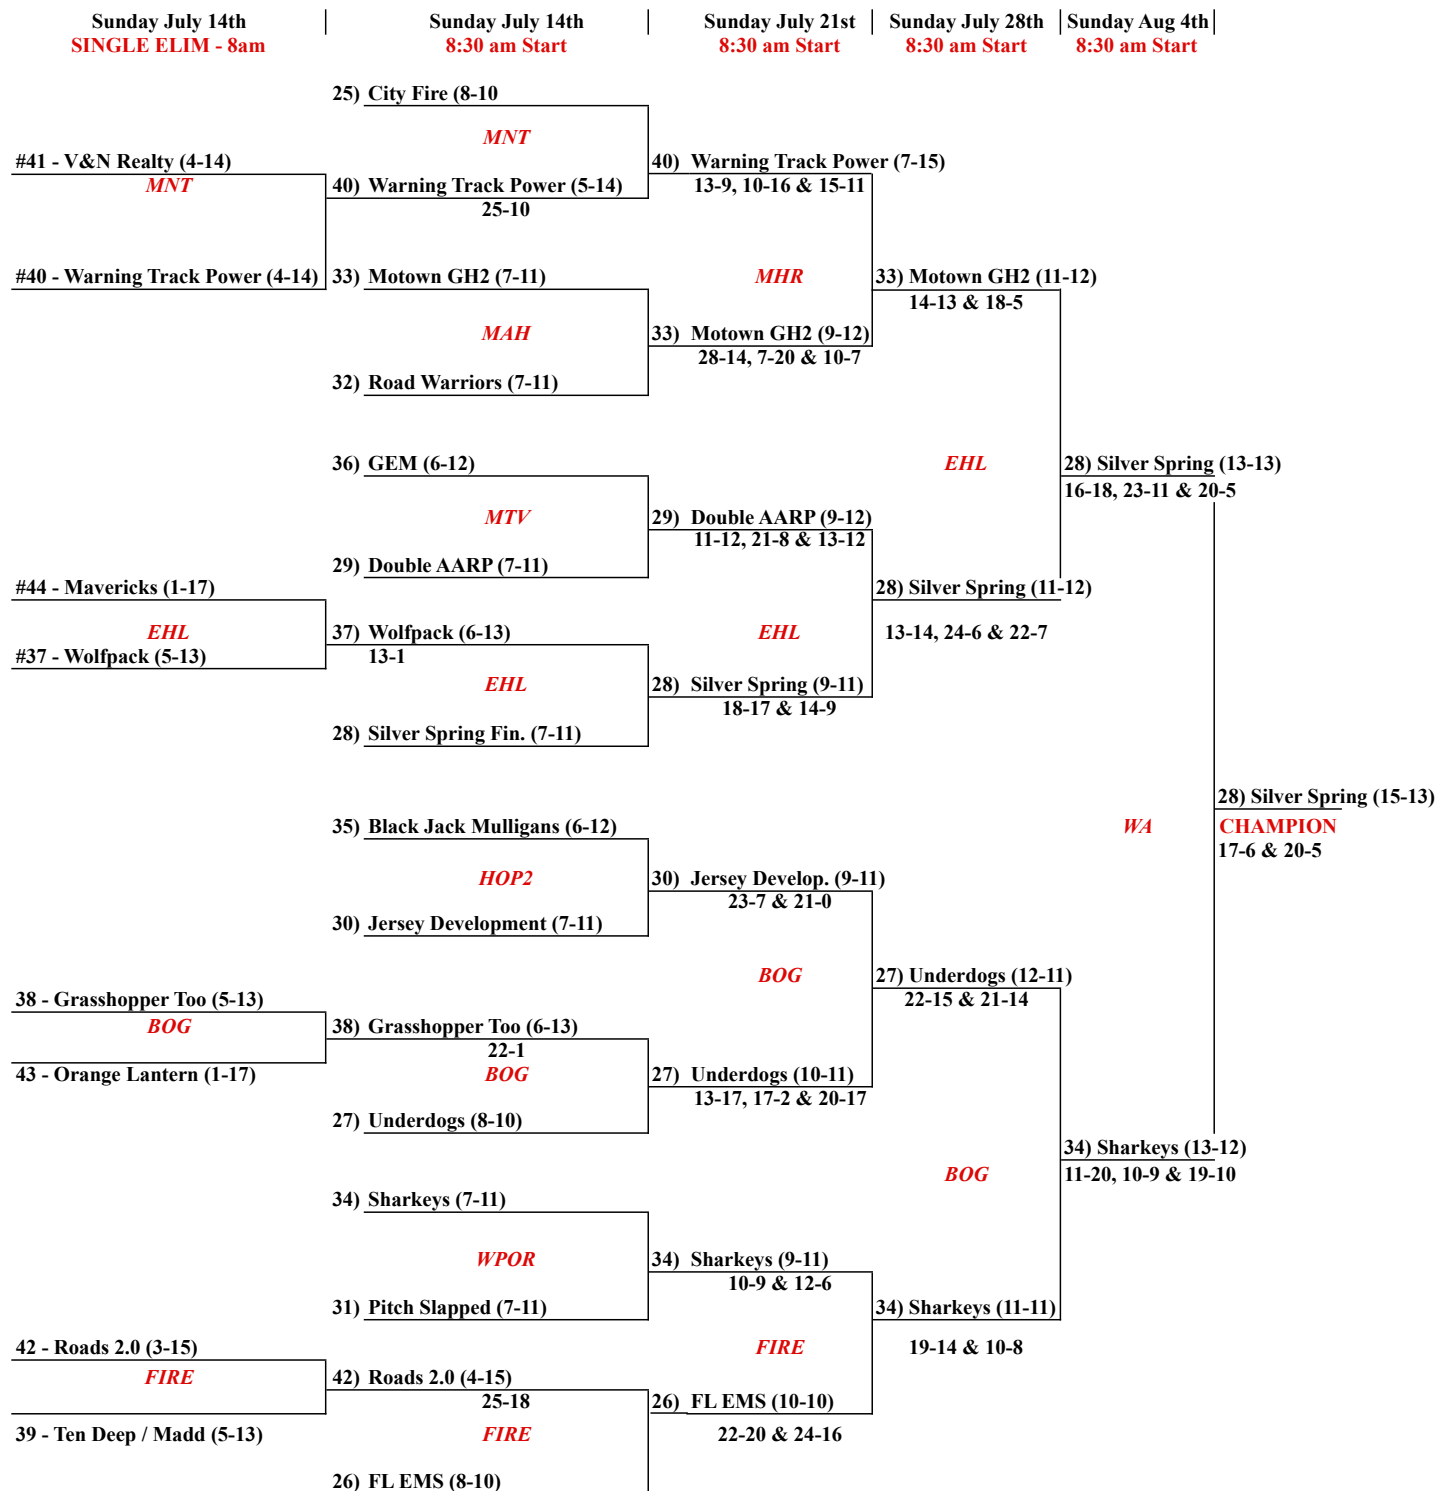 Sunday July 14th
SINGLE ELIM - 8am
Sunday July 14th
8:30 am Start
Sunday July 21st
8:30 am Start
Sunday July 28th
8:30 am Start
Sunday Aug 4th
8:30 am Start
25) City Fire (8-10
MNT
#41 - V&N Realty (4-14)
MNT
40) Warning Track Power (5-14)
25-10
40) Warning Track Power (7-15)
13-9, 10-16 & 15-11
#40 - Warning Track Power (4-14)
33) Motown GH2 (7-11)
MHR
33) Motown GH2 (11-12)
14-13 & 18-5
MAH
33) Motown GH2 (9-12)
28-14, 7-20 & 10-7
32) Road Warriors (7-11)
36) GEM (6-12)
EHL
28) Silver Spring (13-13)
16-18, 23-11 & 20-5
MTV
29) Double AARP (9-12)
11-12, 21-8 & 13-12
29) Double AARP (7-11)
#44 - Mavericks (1-17)
28) Silver Spring (11-12)
EHL
37) Wolfpack (6-13)
13-1
EHL
13-14, 24-6 & 22-7
#37 - Wolfpack (5-13)
EHL
28) Silver Spring (9-11)
18-17 & 14-9
28) Silver Spring Fin. (7-11)
28) Silver Spring (15-13)
35) Black Jack Mulligans (6-12)
WA
CHAMPION
17-6 & 20-5
HOP2
30) Jersey Develop. (9-11)
23-7 & 21-0
30) Jersey Development (7-11)
BOG
27) Underdogs (12-11)
22-15 & 21-14
38 - Grasshopper Too (5-13)
BOG
38) Grasshopper Too (6-13)
22-1
43 - Orange Lantern (1-17)
BOG
27) Underdogs (10-11)
13-17, 17-2 & 20-17
27) Underdogs (8-10)
34) Sharkeys (13-12)
11-20, 10-9 & 19-10
BOG
34) Sharkeys (7-11)
WPOR
34) Sharkeys (9-11)
10-9 & 12-6
31) Pitch Slapped (7-11)
34) Sharkeys (11-11)
42 - Roads 2.0 (3-15)
FIRE
19-14 & 10-8
FIRE
42) Roads 2.0 (4-15)
25-18
26) FL EMS (10-10)
39 - Ten Deep / Madd (5-13)
FIRE
22-20 & 24-16
26) FL EMS (8-10)